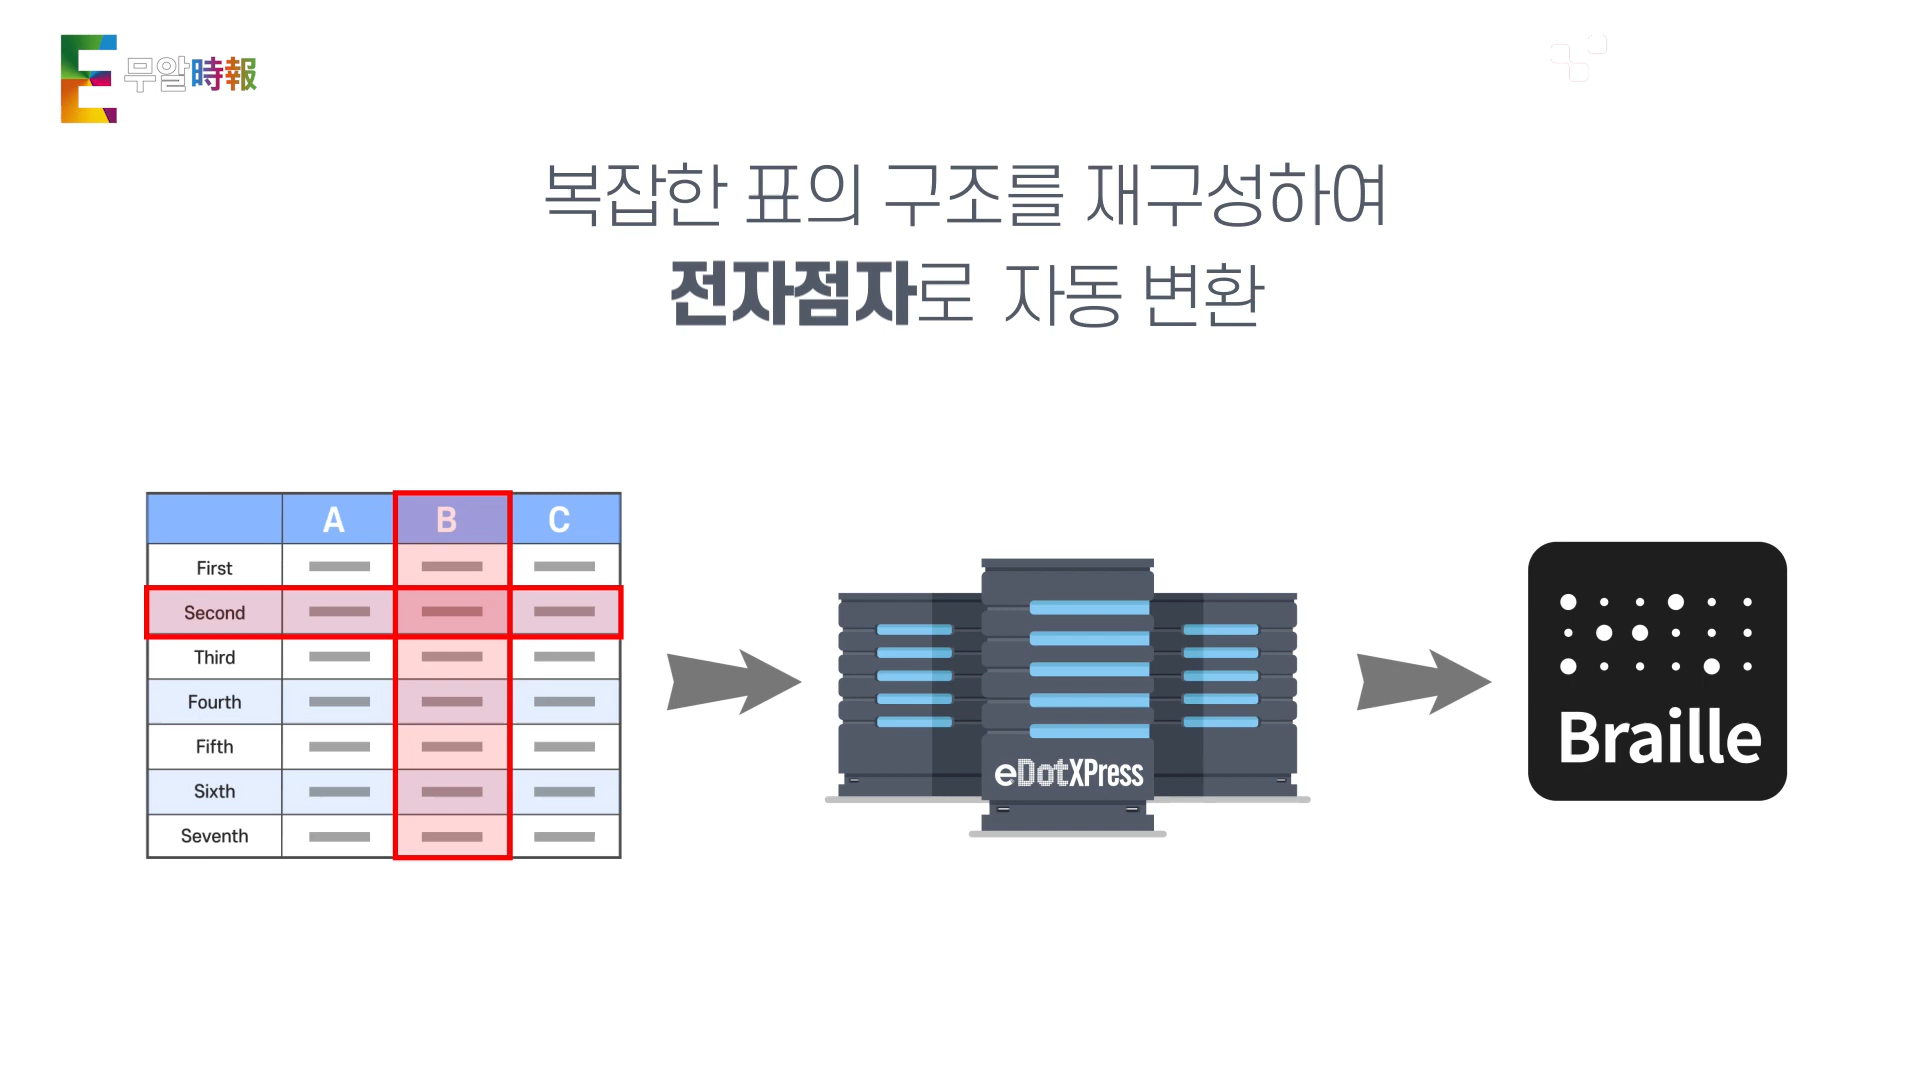 무알時報
복잡한 표의 구조를 재구성하여
전자점자로 자동 변환
A B C
First
Second
Third
Fourth
Fifth
Sixth
Seventh
eDotXPress
Braille